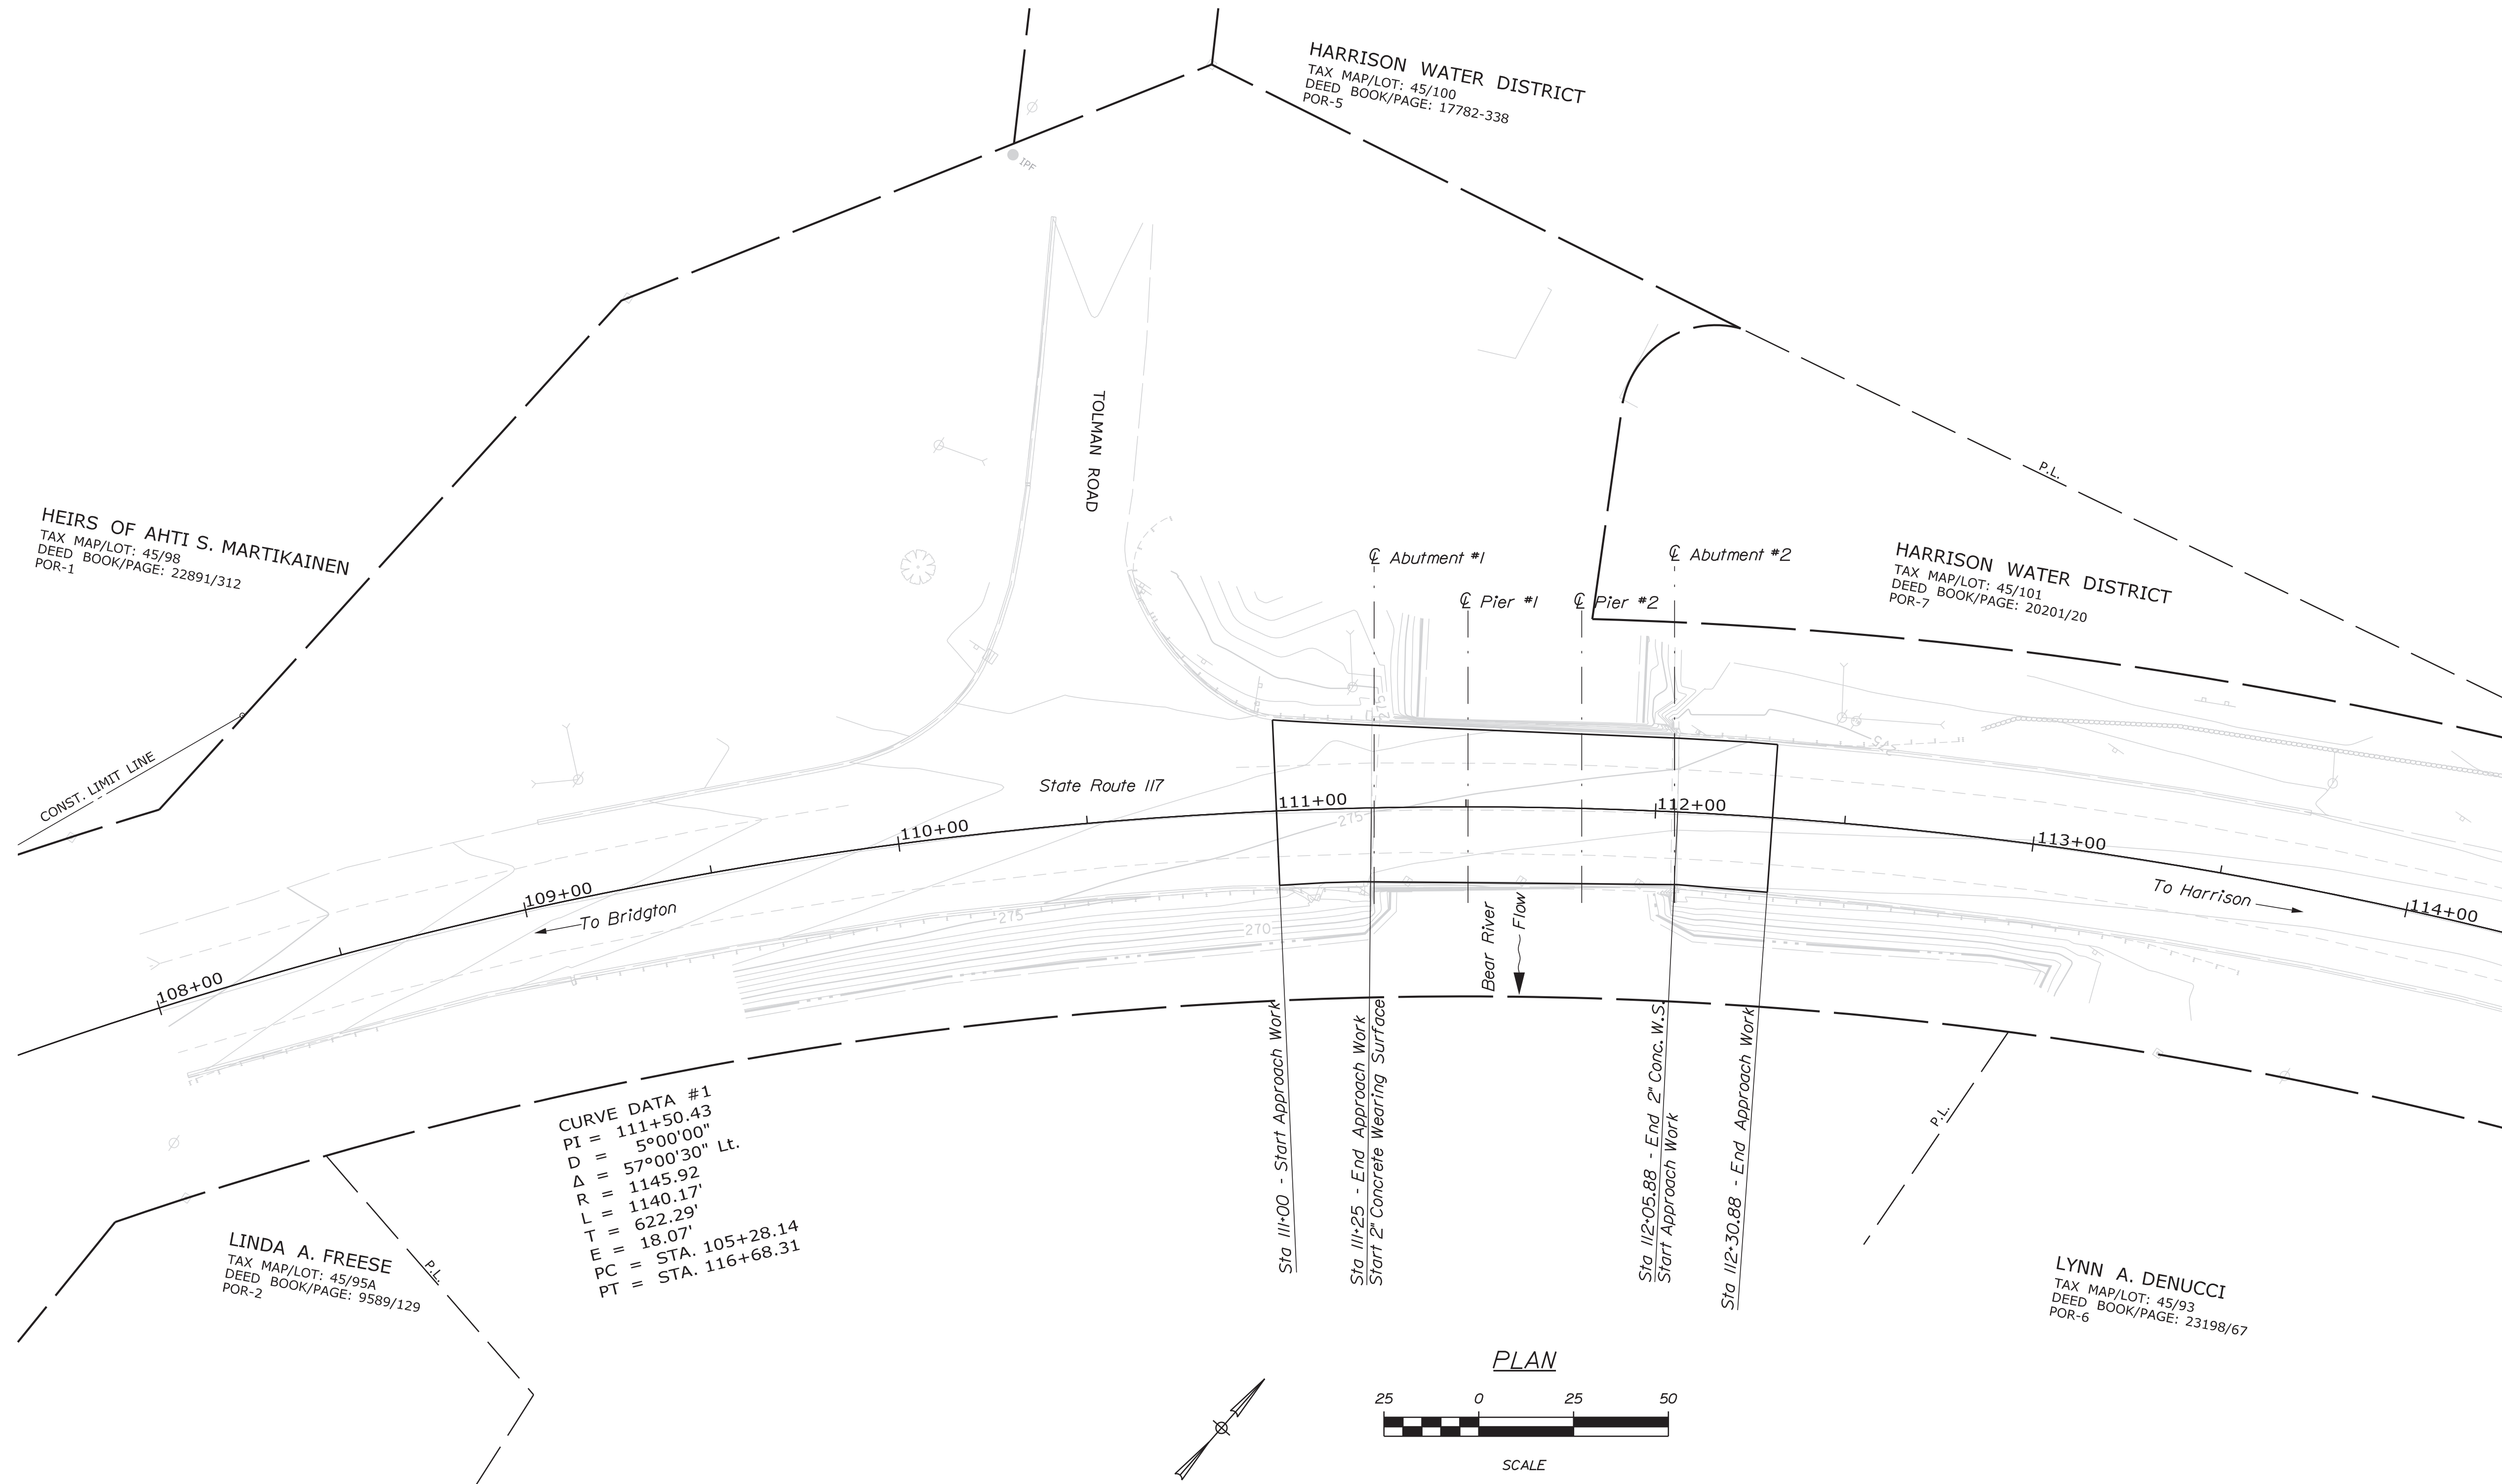 HARRISON WATER DISTRICT
TAX MAP/LOT: 45/100
DEED BOOK/PAGE: 17782-338
POR-5
IPF
TOLMAN ROAD
P.L.
HEIRS OF AHTI S. MARTIKAINEN
TAX MAP/LOT: 45/98
DEED BOOK/PAGE: 22891/312
POR-1
℄ Abutment #1
℄ Abutment #2
℄ Pier #1
℄ Pier #2
HARRISON WATER DISTRICT
TAX MAP/LOT: 45/101
DEED BOOK/PAGE: 20201/20
POR-7
CONST. LIMIT LINE
275
275
State Route 117
108+00
109+00
110+00
111+00
112+00
113+00
114+00
275
275
270
To Bridgton
To Harrison
Bear River
Flow
Sta 111+00 - Start Approach Work
Sta 111+25 - End Approach Work
Start 2" Concrete Wearing Surface
Sta 112+05.88 - End 2" Conc. W.S.
Start Approach Work
Sta 112+30.88 - End Approach Work
CURVE DATA #1
PI = 111+50.43
D = 5°00'00"
Δ = 57°00'30" Lt.
R = 1145.92
L = 1140.17'
T = 622.29'
E = 18.07'
PC = STA. 105+28.14
PT = STA. 116+68.31
P.L.
P.L.
LINDA A. FREESE
TAX MAP/LOT: 45/95A
DEED BOOK/PAGE: 9589/129
POR-2
LYNN A. DENUCCI
TAX MAP/LOT: 45/93
DEED BOOK/PAGE: 23198/67
POR-6
PLAN
25 0 25 50
SCALE